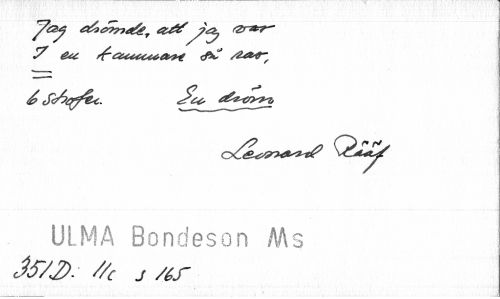 Jag drömde, att jag var
I en kammare så rar,
6 strofer. En dröm
Leonard Rääf
ULMA Bondeson Ms
351D: 11c s 165